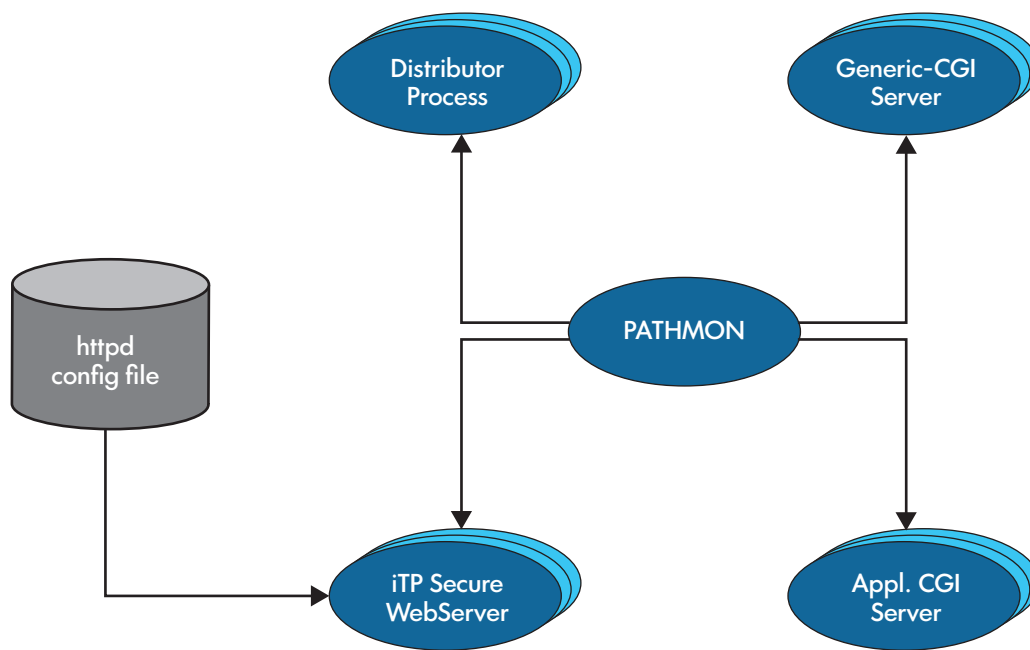 Distributor
Process
Generic-CGI
Server
httpd
config file
PATHMON
iTP Secure
WebServer
Appl. CGI
Server